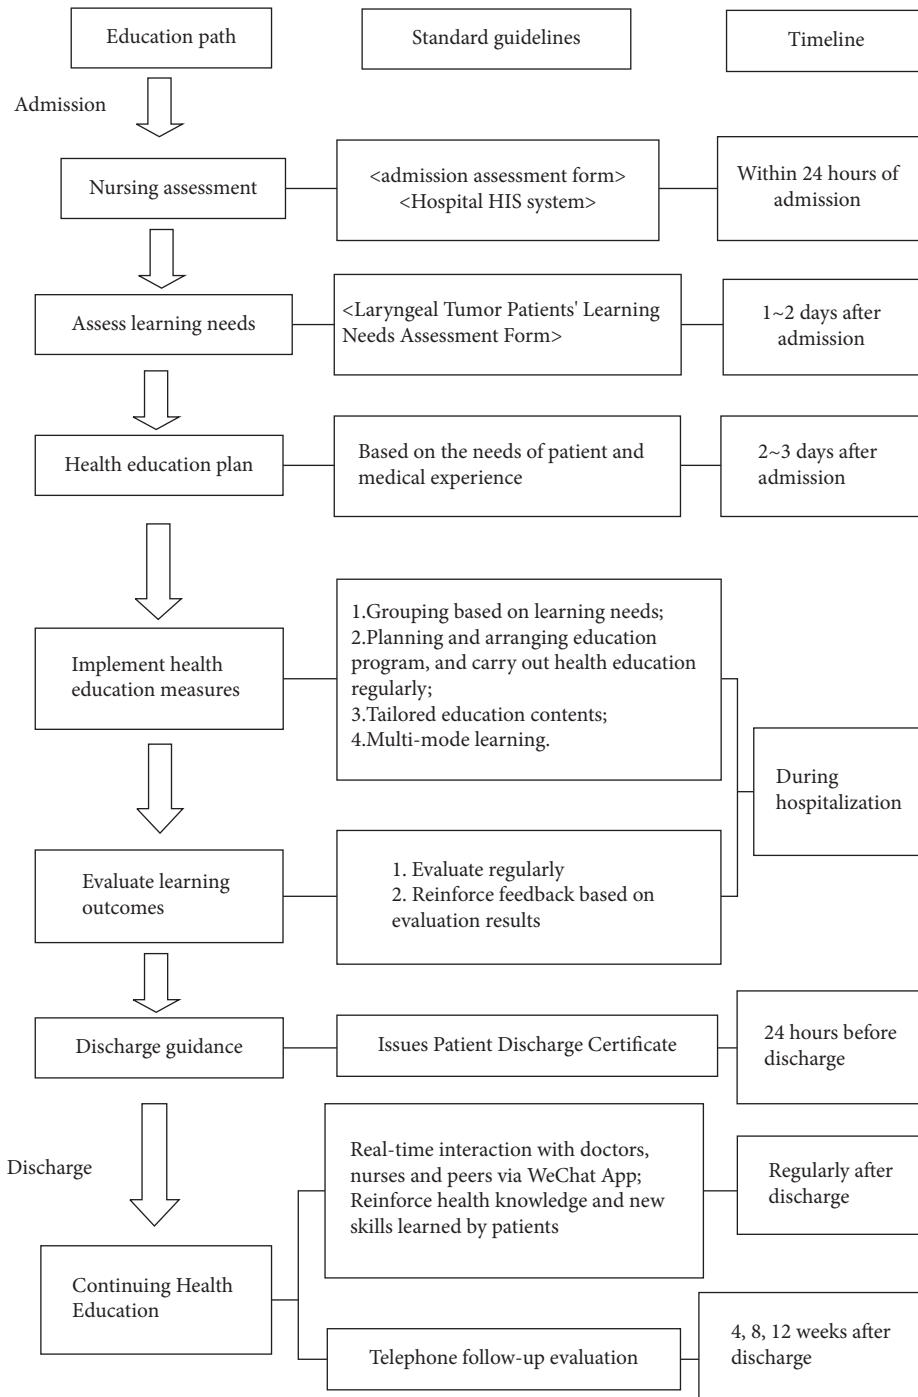 Education path
Standard guidelines
Timeline
Admission
Nursing assessment
<admission assessment form>
<Hospital HIS system>
Within 24 hours of
admission
Assess learning needs
<Laryngeal Tumor Patients' Learning
Needs Assessment Form>
1~2 days after
admission
Health education plan
Based on the needs of patient and
medical experience
2~3 days after
admission
Implement health
education measures
1.Grouping based on learning needs;
2.Planning and arranging education
program, and carry out health education
regularly;
3.Tailored education contents;
4.Multi-mode learning.
During
hospitalization
Evaluate learning
outcomes
1. Evaluate regularly
2. Reinforce feedback based on
evaluation results
Discharge guidance
Issues Patient Discharge Certificate
24 hours before
discharge
Discharge
Real-time interaction with doctors,
nurses and peers via WeChat App;
Reinforce health knowledge and new
skills learned by patients
Regularly after
discharge
Continuing Health
Education
Telephone follow-up evaluation
4, 8, 12 weeks after
discharge